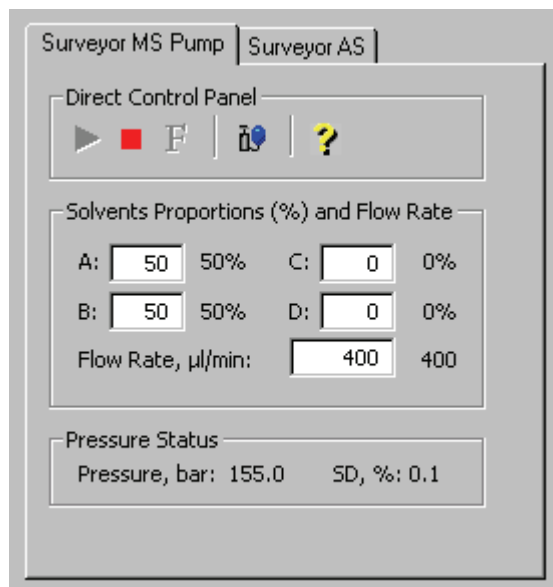 Surveyor MS Pump Surveyor AS
Direct Control Panel
F ?
Solvents Proportions (%) and Flow Rate
A: 50 50% C: 0 0%
B: 50 50% D: 0 0%
Flow Rate, µl/min: 400 400
Pressure Status
Pressure, bar: 155.0 SD, %: 0.1